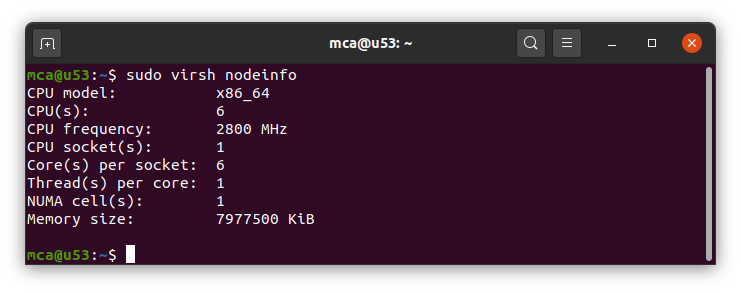 mca@u53: ~
mca@u53:~$ sudo virsh nodeinfo
CPU model:           x86_64
CPU(s):              6
CPU frequency:       2800 MHz
CPU socket(s):       1
Core(s) per socket:  6
Thread(s) per core:  1
NUMA cell(s):        1
Memory size:         7977500 KiB

mca@u53:~$